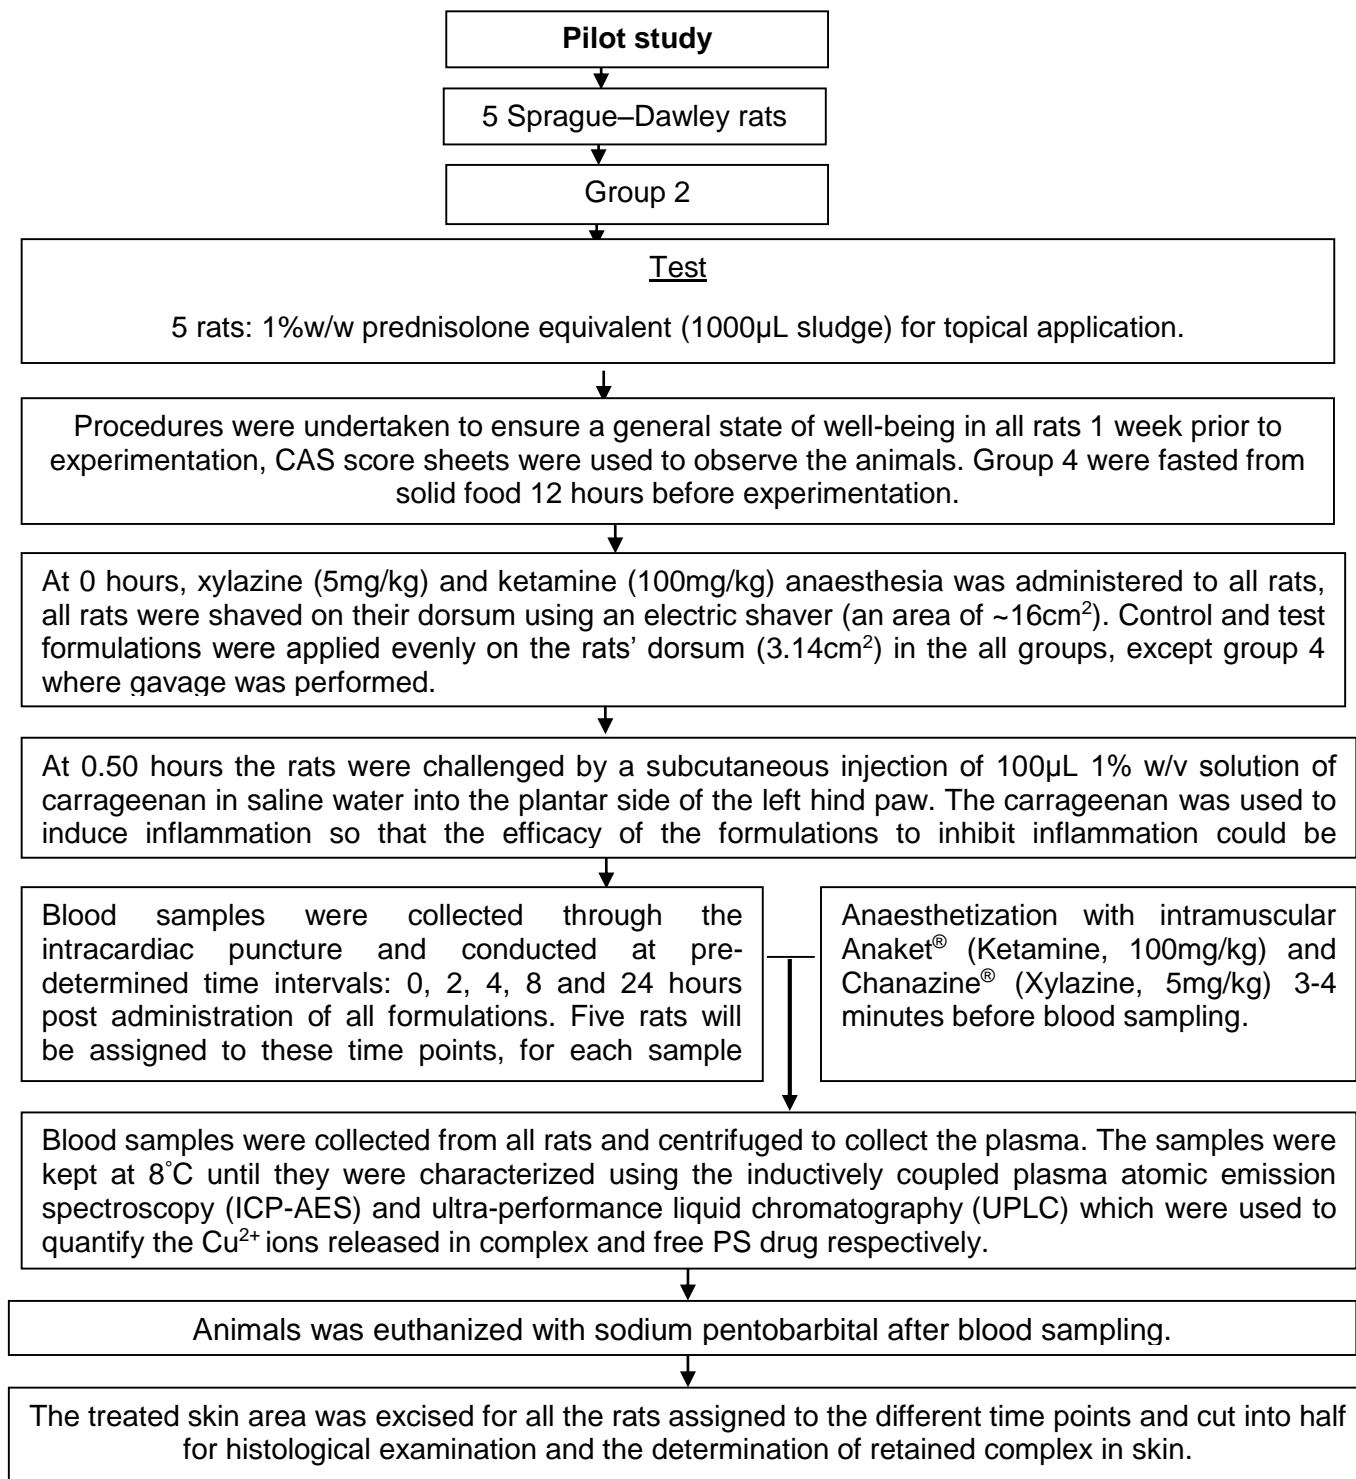 Pilot study
5 Sprague–Dawley rats
Group 2
Test
5 rats: 1%w/w prednisolone equivalent (1000µL sludge) for topical application.
Procedures were undertaken to ensure a general state of well-being in all rats 1 week prior to
experimentation, CAS score sheets were used to observe the animals. Group 4 were fasted from
solid food 12 hours before experimentation.
At 0 hours, xylazine (5mg/kg) and ketamine (100mg/kg) anaesthesia was administered to all rats,
all rats were shaved on their dorsum using an electric shaver (an area of ~16cm²). Control and test
formulations were applied evenly on the rats’ dorsum (3.14cm²) in the all groups, except group 4
where gavage was performed.
At 0.50 hours the rats were challenged by a subcutaneous injection of 100µL 1% w/v solution of
carrageenan in saline water into the plantar side of the left hind paw. The carrageenan was used to
induce inflammation so that the efficacy of the formulations to inhibit inflammation could be
Blood samples were collected through the
intracardiac puncture and conducted at pre-
determined time intervals: 0, 2, 4, 8 and 24 hours
post administration of all formulations. Five rats will
be assigned to these time points, for each sample
Anaesthetization with intramuscular
Anaket® (Ketamine, 100mg/kg) and
Chanazine® (Xylazine, 5mg/kg) 3-4
minutes before blood sampling.
Blood samples were collected from all rats and centrifuged to collect the plasma. The samples were
kept at 8°C until they were characterized using the inductively coupled plasma atomic emission
spectroscopy (ICP-AES) and ultra-performance liquid chromatography (UPLC) which were used to
quantify the Cu²⁺ ions released in complex and free PS drug respectively.
Animals was euthanized with sodium pentobarbital after blood sampling.
The treated skin area was excised for all the rats assigned to the different time points and cut into half
for histological examination and the determination of retained complex in skin.